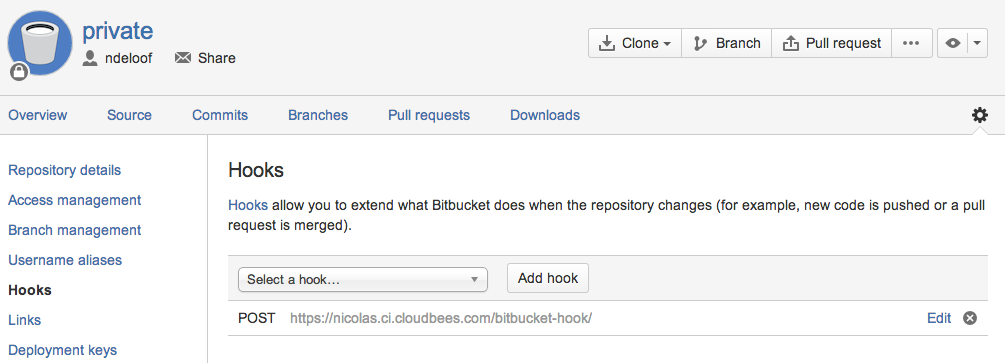 private
ndeloof Share
Clone Branch Pull request •••
Overview Source Commits Branches Pull requests Downloads
Repository details
Access management
Branch management
Username aliases
Hooks
Links
Deployment keys
Hooks
Hooks allow you to extend what Bitbucket does when the repository changes (for example, new code is pushed or a pull
request is merged).
Select a hook... Add hook
POST https://nicolas.ci.cloudbees.com/bitbucket-hook/ Edit